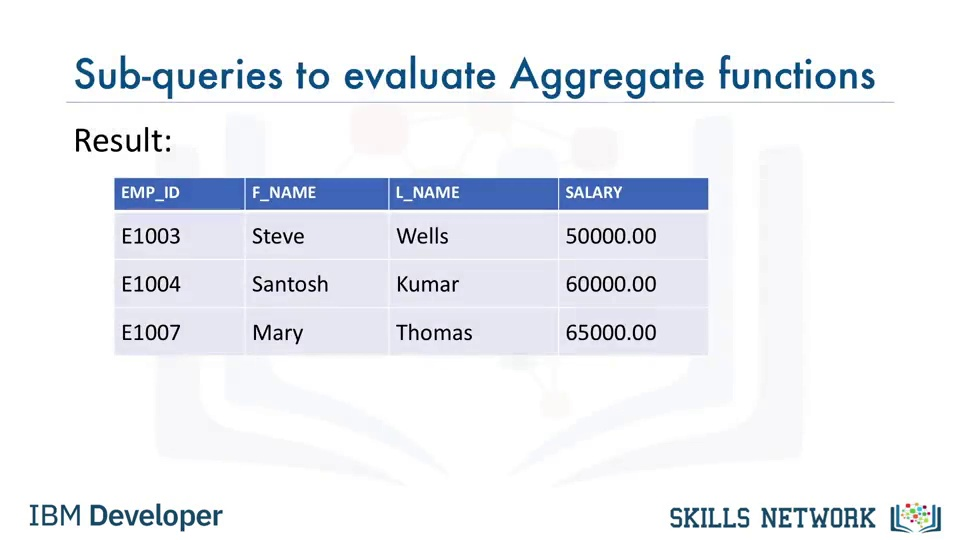 Sub-queries to evaluate Aggregate functions
Result:
EMP_ID F_NAME L_NAME SALARY
E1003 Steve Wells 50000.00
E1004 Santosh Kumar 60000.00
E1007 Mary Thomas 65000.00
IBM Developer SKILLS NETWORK